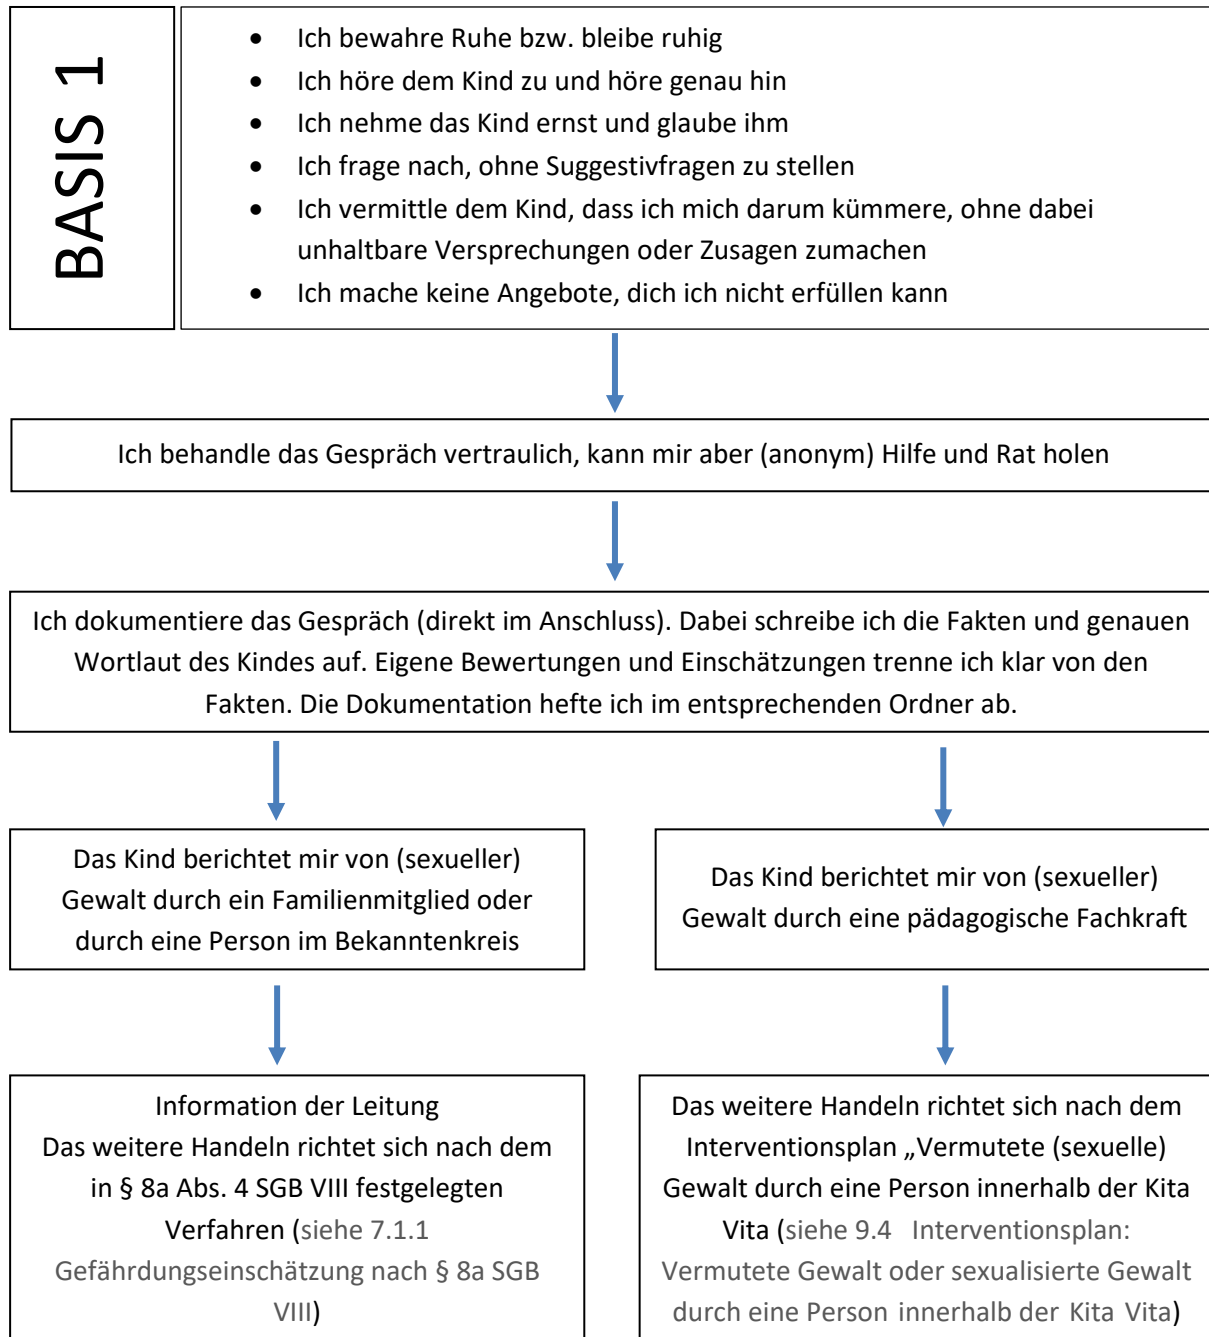 BASIS 1
• Ich bewahre Ruhe bzw. bleibe ruhig
• Ich höre dem Kind zu und höre genau hin
• Ich nehme das Kind ernst und glaube ihm
• Ich frage nach, ohne Suggestivfragen zu stellen
• Ich vermittle dem Kind, dass ich mich darum kümmere, ohne dabei
unhaltbare Versprechungen oder Zusagen zumachen
• Ich mache keine Angebote, dich ich nicht erfüllen kann
Ich behandle das Gespräch vertraulich, kann mir aber (anonym) Hilfe und Rat holen
Ich dokumentiere das Gespräch (direkt im Anschluss). Dabei schreibe ich die Fakten und genauen
Wortlaut des Kindes auf. Eigene Bewertungen und Einschätzungen trenne ich klar von den
Fakten. Die Dokumentation hefte ich im entsprechenden Ordner ab.
Das Kind berichtet mir von (sexueller)
Gewalt durch ein Familienmitglied oder
durch eine Person im Bekanntenkreis
Das Kind berichtet mir von (sexueller)
Gewalt durch eine pädagogische Fachkraft
Information der Leitung
Das weitere Handeln richtet sich nach dem
in § 8a Abs. 4 SGB VIII festgelegten
Verfahren (siehe 7.1.1
Gefährdungseinschätzung nach § 8a SGB
VIII)
Das weitere Handeln richtet sich nach dem
Interventionsplan „Vermutete (sexuelle)
Gewalt durch eine Person innerhalb der Kita
Vita (siehe 9.4 Interventionsplan:
Vermutete Gewalt oder sexualisierte Gewalt
durch eine Person innerhalb der Kita Vita)